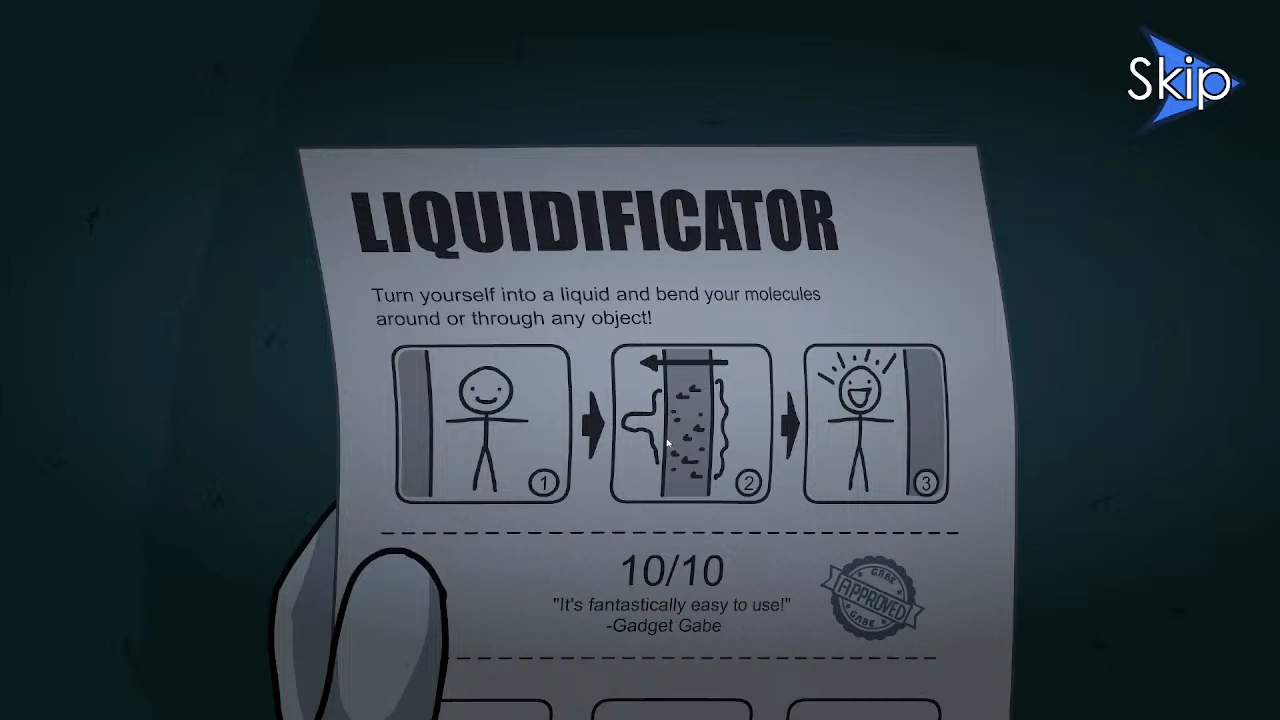 Skip
LIQUIDIFICATOR
Turn yourself into a liquid and bend your molecules
around or through any object!
1
2
3
10/10
"It's fantastically easy to use!"
-Gadget Gabe
GABE
APPROVED
GABE